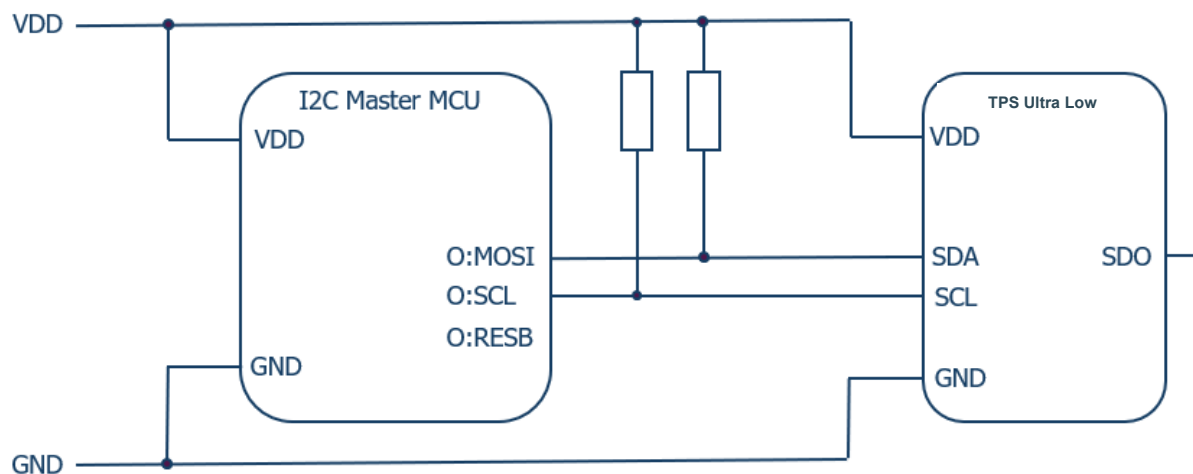 VDD
I2C Master MCU
TPS Ultra Low
VDD
VDD
O:MOSI
SDA
SDO
O:SCL
SCL
O:RESB
GND
GND
GND